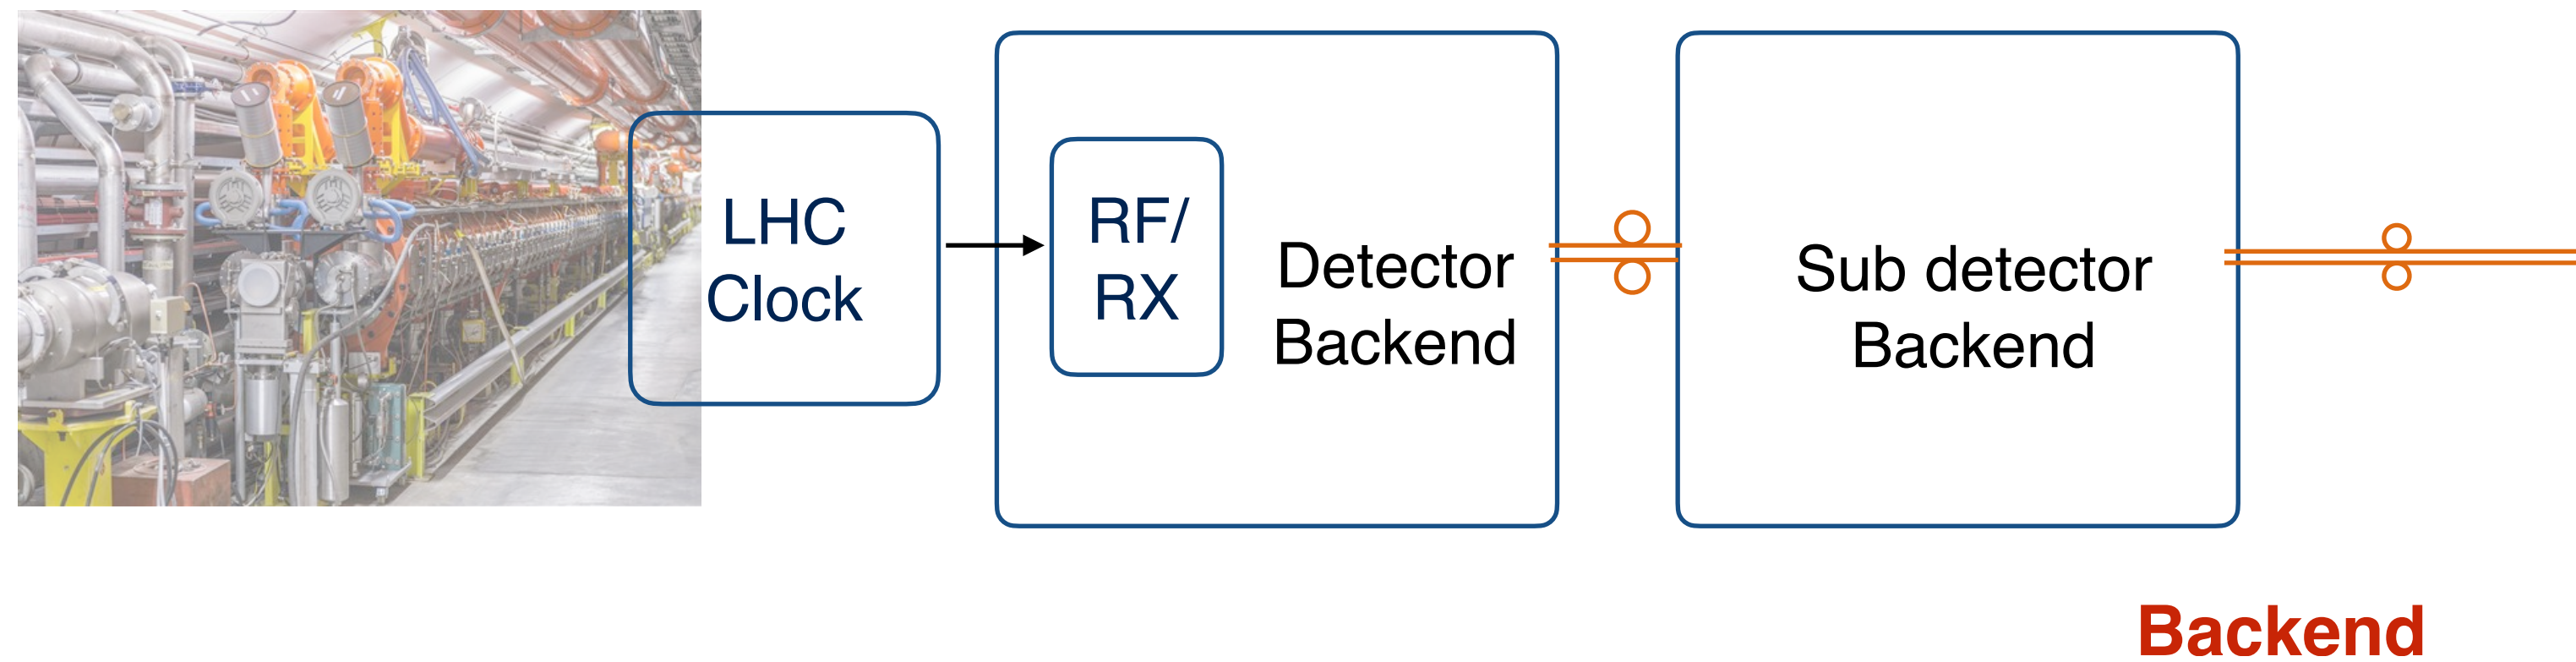 LHC
Clock
RF/
RX
Detector
Backend
Sub detector
Backend
Backend